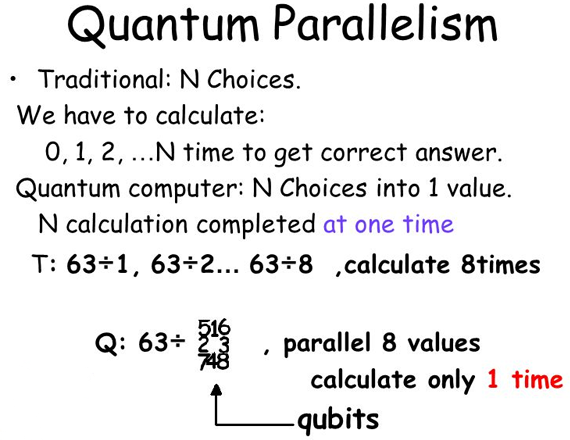 Quantum Parallelism
• Traditional: N Choices.
We have to calculate:
0, 1, 2, ...N time to get correct answer.
Quantum computer: N Choices into 1 value.
N calculation completed at one time
T: 63÷1, 63÷2... 63÷8 ,calculate 8times
516
Q: 63÷ 2 3 , parallel 8 values
748
calculate only 1 time
qubits